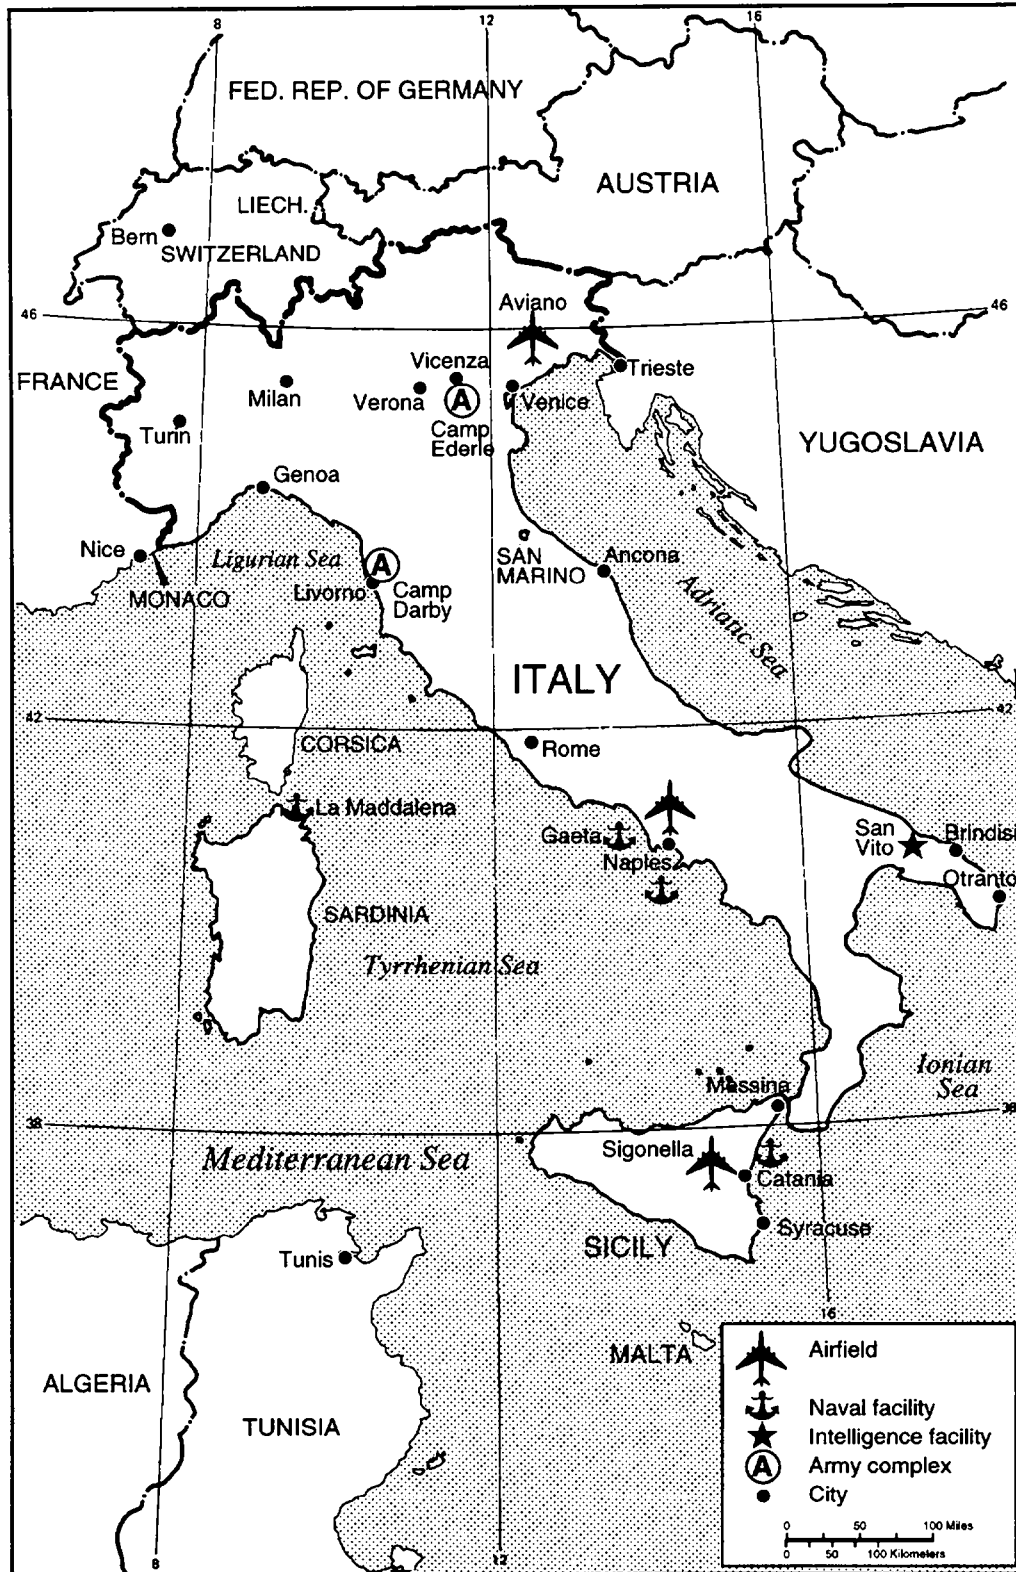 8
12
16
FED. REP. OF GERMANY
AUSTRIA
LIECH.
Bern
SWITZERLAND
46
Aviano
46
FRANCE
Vicenza
Trieste
Milan
Verona
A
Venice
Turin
Camp
Ederle
YUGOSLAVIA
Genoa
Nice
Ligurian Sea
A
SAN
MARINO
Ancona
MONACO
Livorno
Camp
Darby
Adriatic Sea
ITALY
42
42
CORSICA
Rome
La Maddalena
Gaeta
Naples
San
Vito
Brindisi
Otranto
SARDINIA
Tyrrhenian Sea
Ionian
Sea
Messina
38
38
Mediterranean Sea
Sigonella
Catania
Syracuse
Tunis
SICILY
16
MALTA
ALGERIA
TUNISIA
Airfield
Naval facility
Intelligence facility
A
Army complex
City
0 50 100 Miles
0 50 100 Kilometers
8
12